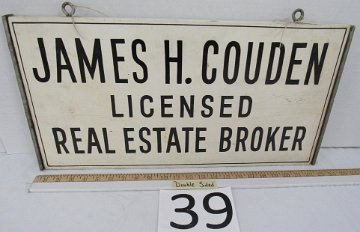 JAMES H. COUDEN
LICENSED
REAL ESTATE BROKER
Double Sided
39